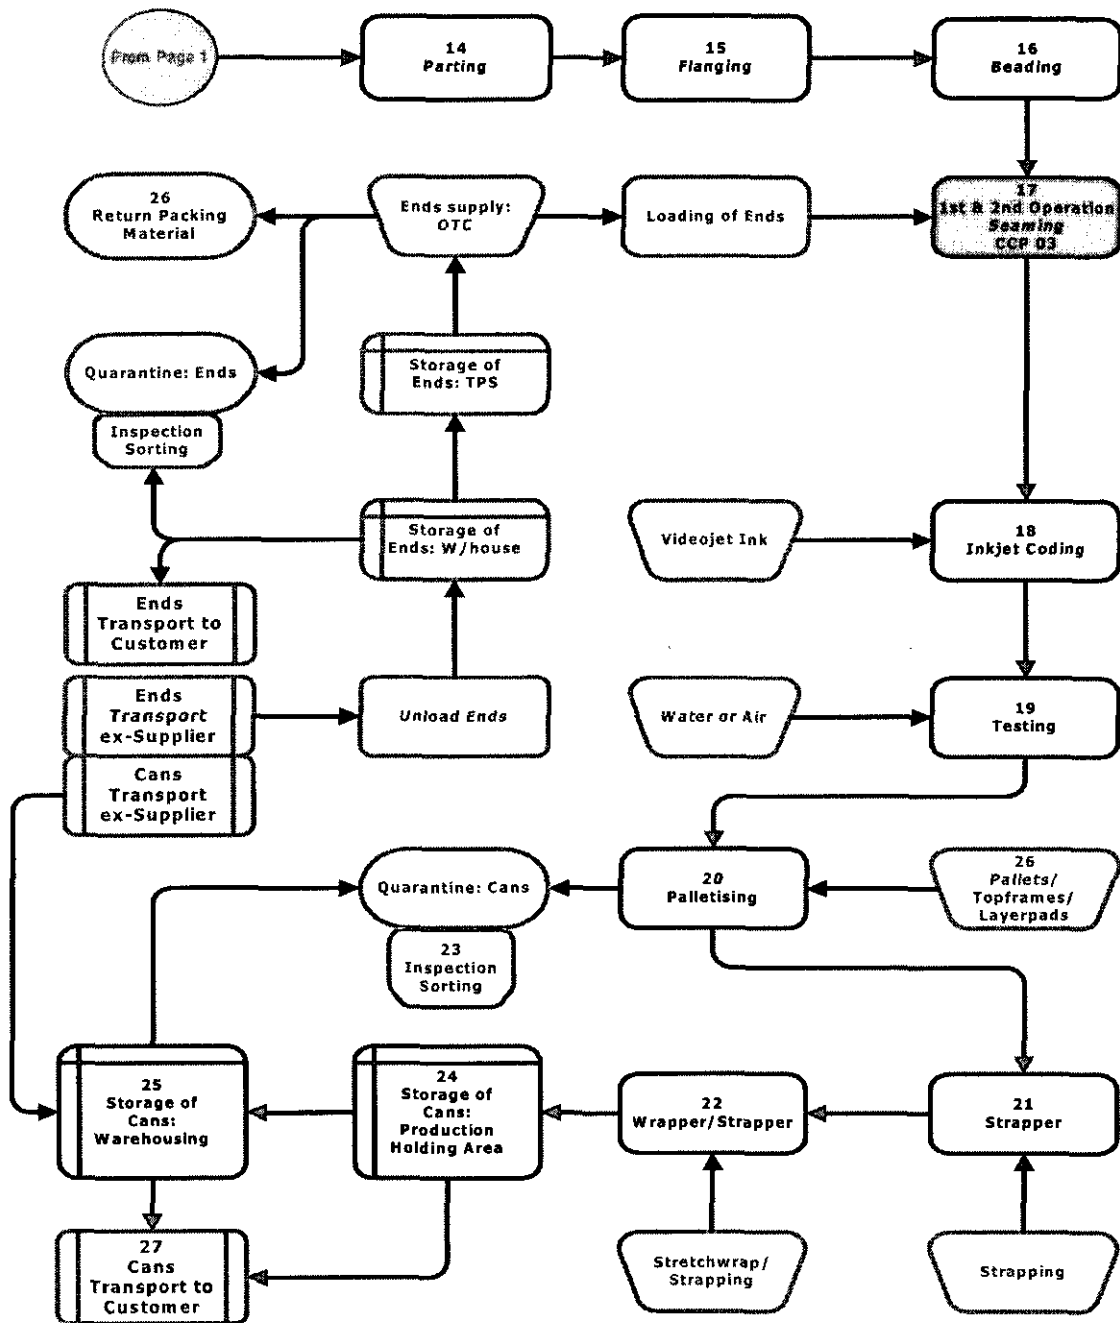 From Page 1
14
Parting
15
Flanging
16
Beading
26
Return Packing
Material
Ends supply:
OTC
Loading of Ends
17
1st & 2nd Operation
Seaming
CCP 03
Quarantine: Ends
Inspection
Sorting
Storage of
Ends: TPS
Storage of
Ends: W/house
Videojet Ink
18
Inkjet Coding
Ends
Transport to
Customer
Ends
Transport
ex-Supplier
Unload Ends
Water or Air
19
Testing
Cans
Transport
ex-Supplier
Quarantine: Cans
20
Palletising
26
Pallets/
Topframes/
Layerpads
23
Inspection
Sorting
25
Storage of
Cans:
Warehousing
24
Storage of
Cans:
Production
Holding Area
22
Wrapper/Strapper
21
Strapper
27
Cans
Transport to
Customer
Stretchwrap/
Strapping
Strapping